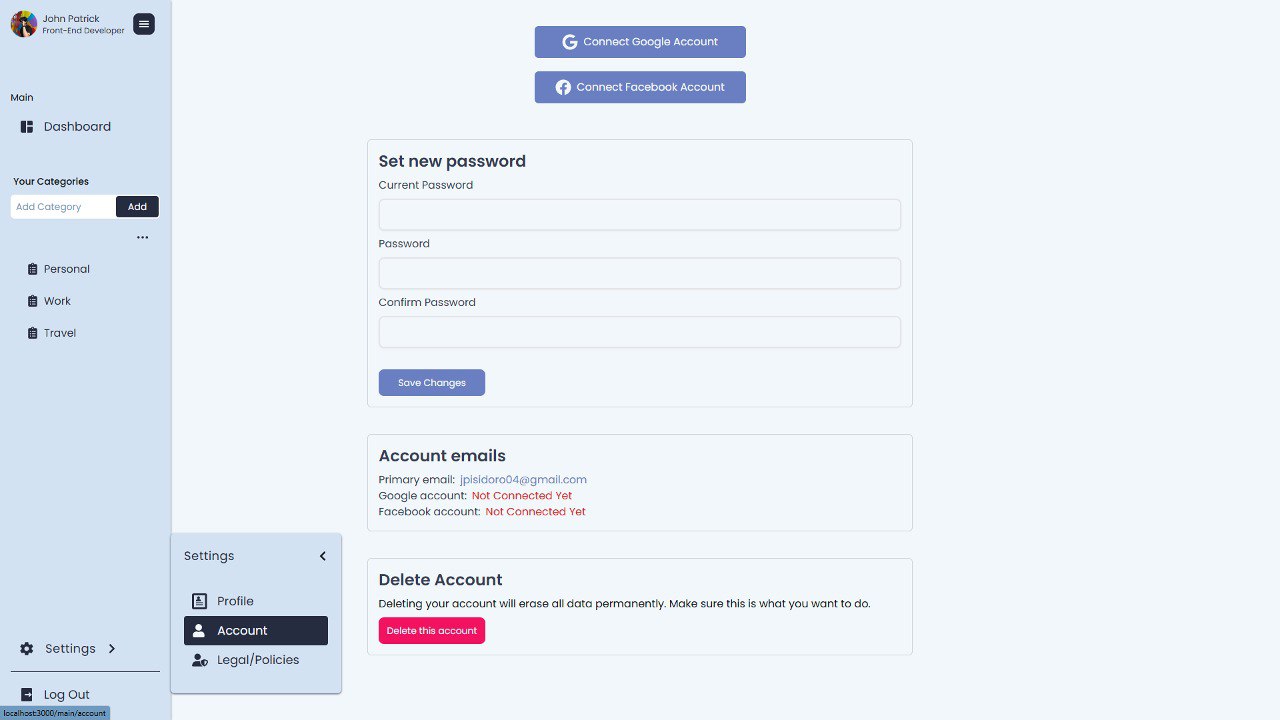 John Patrick
Front-End Developer
Main
Dashboard
Your Categories
Add Category
Add
...
Personal
Work
Travel
Settings
Log Out
localhost:3000/main/account
Settings
Profile
Account
Legal/Policies
Connect Google Account
Connect Facebook Account
Set new password
Current Password
Password
Confirm Password
Save Changes
Account emails
Primary email: jpisidoro04@gmail.com
Google account: Not Connected Yet
Facebook account: Not Connected Yet
Delete Account
Deleting your account will erase all data permanently. Make sure this is what you want to do.
Delete this account